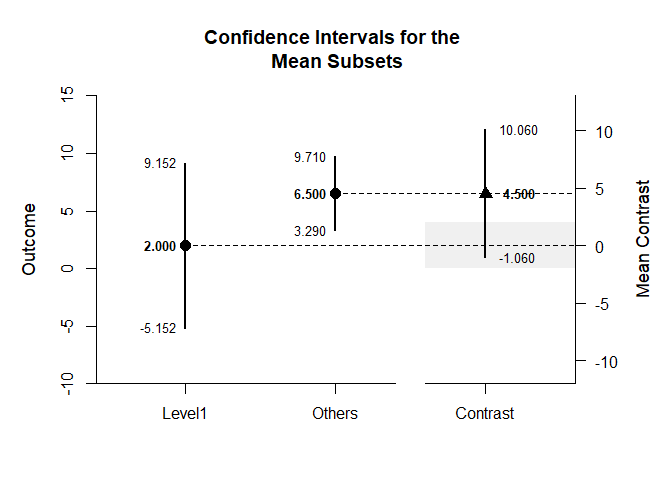 Confidence Intervals for the
Mean Subsets
Outcome
15
10
5
0
-5
-10
9.152
2.000
-5.152
9.710
6.500
3.290
10.060
4.500
-1.060
10
5
0
-5
-10
Mean Contrast
Level1
Others
Contrast